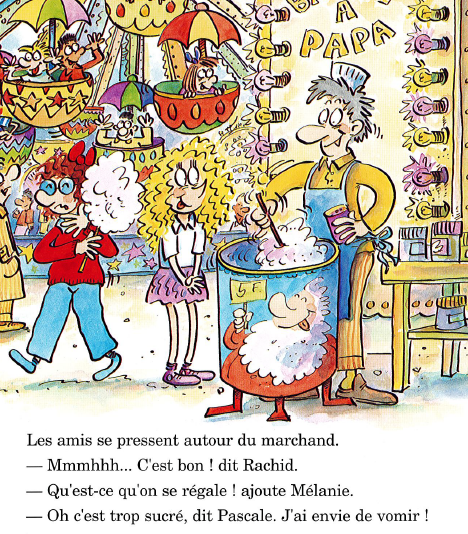 A
PAPA
5F
Les amis se pressent autour du marchand.
— Mmmhhh... C'est bon ! dit Rachid.
— Qu'est-ce qu'on se régale ! ajoute Mélanie.
— Oh c'est trop sucré, dit Pascale. J'ai envie de vomir !